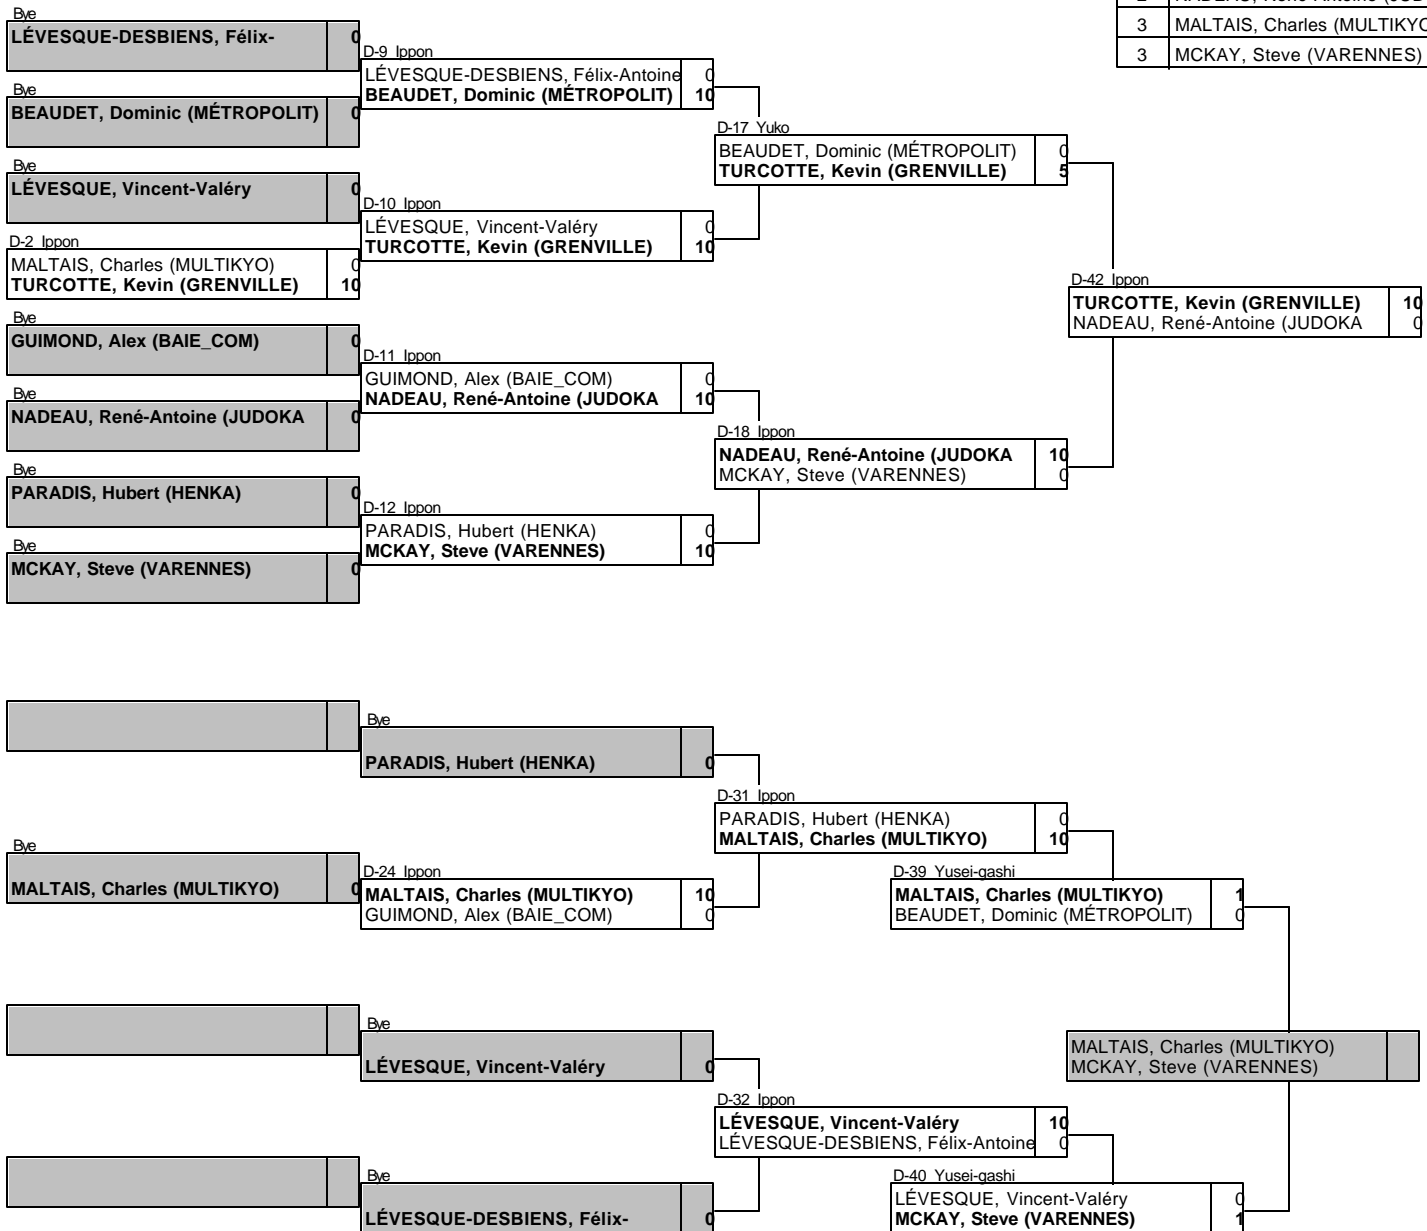 3 MALTAIS, Charles (MULTIKYO
3 MCKAY, Steve (VARENNES)
Bye
LÉVESQUE-DESBIENS, Félix- 0
Bye
BEAUDET, Dominic (MÉTROPOLIT) 0
Bye
LÉVESQUE, Vincent-Valéry 0
D-2 Ippon
MALTAIS, Charles (MULTIKYO) 0
TURCOTTE, Kevin (GRENVILLE) 10
Bye
GUIMOND, Alex (BAIE_COM) 0
Bye
NADEAU, René-Antoine (JUDOKA 0
Bye
PARADIS, Hubert (HENKA) 0
Bye
MCKAY, Steve (VARENNES) 0
D-9 Ippon
LÉVESQUE-DESBIENS, Félix-Antoine 0
BEAUDET, Dominic (MÉTROPOLIT) 10
D-10 Ippon
LÉVESQUE, Vincent-Valéry 0
TURCOTTE, Kevin (GRENVILLE) 10
D-11 Ippon
GUIMOND, Alex (BAIE_COM) 0
NADEAU, René-Antoine (JUDOKA 10
D-12 Ippon
PARADIS, Hubert (HENKA) 0
MCKAY, Steve (VARENNES) 10
D-17 Yuko
BEAUDET, Dominic (MÉTROPOLIT) 0
TURCOTTE, Kevin (GRENVILLE) 5
D-18 Ippon
NADEAU, René-Antoine (JUDOKA 10
MCKAY, Steve (VARENNES) 0
D-42 Ippon
TURCOTTE, Kevin (GRENVILLE) 10
NADEAU, René-Antoine (JUDOKA 0
Bye
PARADIS, Hubert (HENKA) 0
Bye
MALTAIS, Charles (MULTIKYO) 0
D-24 Ippon
MALTAIS, Charles (MULTIKYO) 10
GUIMOND, Alex (BAIE_COM) 0
D-31 Ippon
PARADIS, Hubert (HENKA) 0
MALTAIS, Charles (MULTIKYO) 10
D-39 Yusei-gashi
MALTAIS, Charles (MULTIKYO) 1
BEAUDET, Dominic (MÉTROPOLIT) 0
Bye
LÉVESQUE, Vincent-Valéry 0
Bye
LÉVESQUE-DESBIENS, Félix- 0
D-32 Ippon
LÉVESQUE, Vincent-Valéry 10
LÉVESQUE-DESBIENS, Félix-Antoine 0
D-40 Yusei-gashi
LÉVESQUE, Vincent-Valéry 0
MCKAY, Steve (VARENNES) 1
MALTAIS, Charles (MULTIKYO)
MCKAY, Steve (VARENNES)